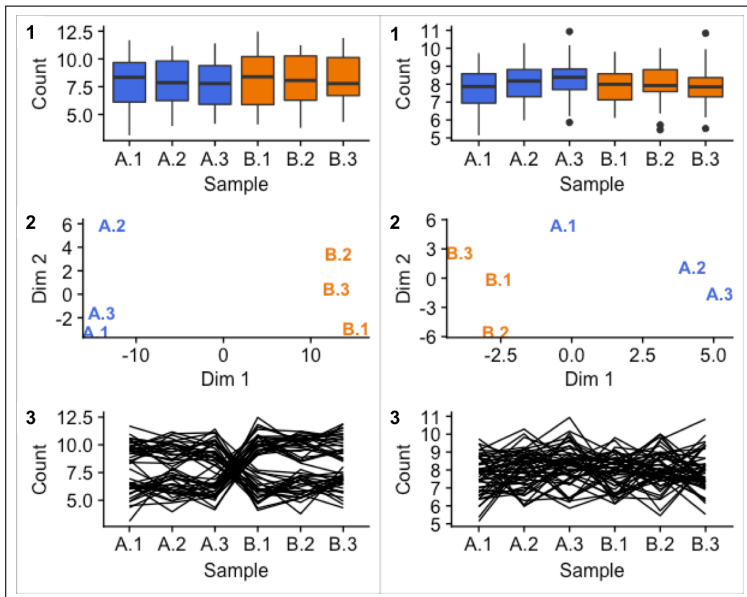 1
Count
12.5
10.0
7.5
5.0
A.1 A.2 A.3 B.1 B.2 B.3
Sample
1
Count
11
10
9
8
7
6
5
A.1 A.2 A.3 B.1 B.2 B.3
Sample
2
Dim 2
6
4
2
0
-2
A.2
A.3
A.1
B.2
B.3
B.1
-10 0 10
Dim 1
2
Dim 2
6
3
0
-3
-6
A.1
B.3
B.1
A.2
A.3
B.2
-2.5 0.0 2.5 5.0
Dim 1
3
Count
12.5
10.0
7.5
5.0
A.1 A.2 A.3 B.1 B.2 B.3
Sample
3
Count
11
10
9
8
7
6
5
A.1 A.2 A.3 B.1 B.2 B.3
Sample